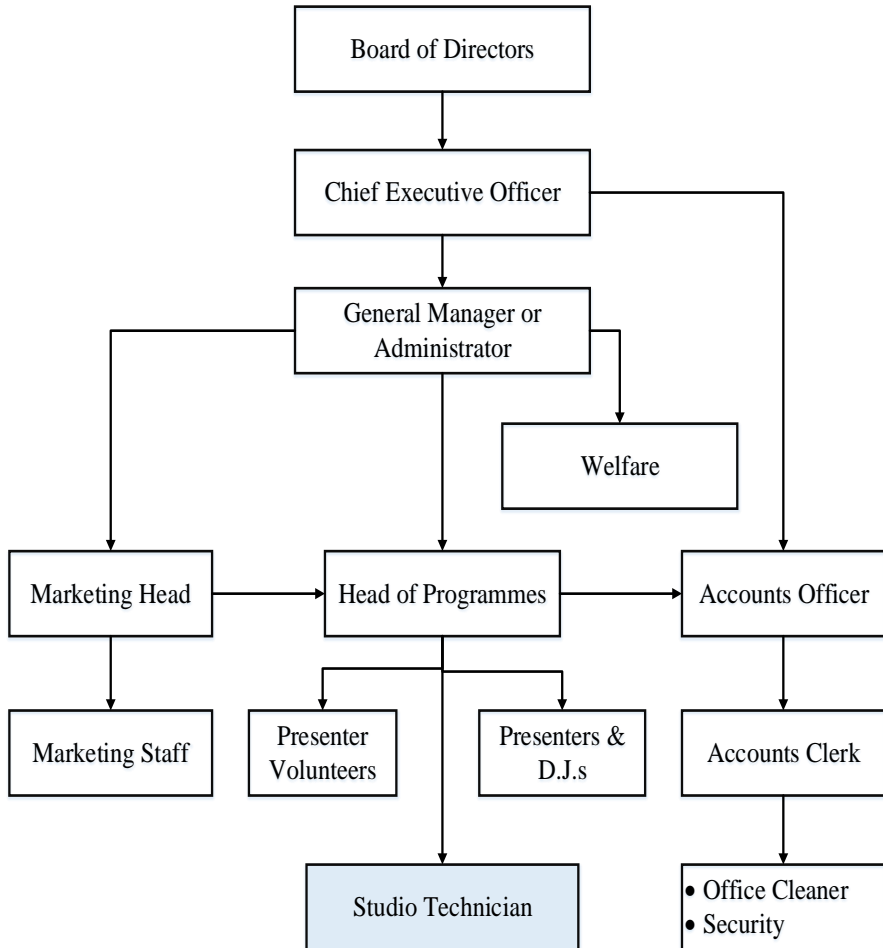 Board of Directors
Chief Executive Officer
General Manager or
Administrator
Welfare
Marketing Head
Head of Programmes
Accounts Officer
Marketing Staff
Presenter
Volunteers
Presenters &
D.J.s
Accounts Clerk
Studio Technician
• Office Cleaner
• Security